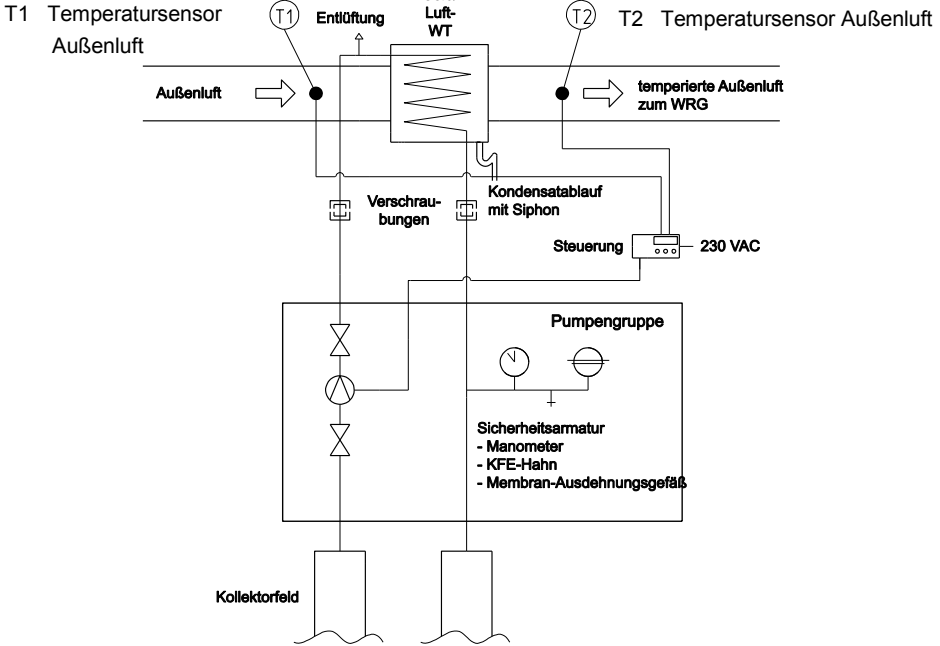 T1 Temperatursensor
Außenluft
T1
Entlüftung
Luft-
WT
T2
T2 Temperatursensor Außenluft
Außenluft
temperierte Außenluft
zum WRG
Verschrau-
bungen
Kondensatablauf
mit Siphon
Steuerung
230 VAC
Pumpengruppe
Sicherheitsarmatur
- Manometer
- KFE-Hahn
- Membran-Ausdehnungsgefäß
Kollektorfeld